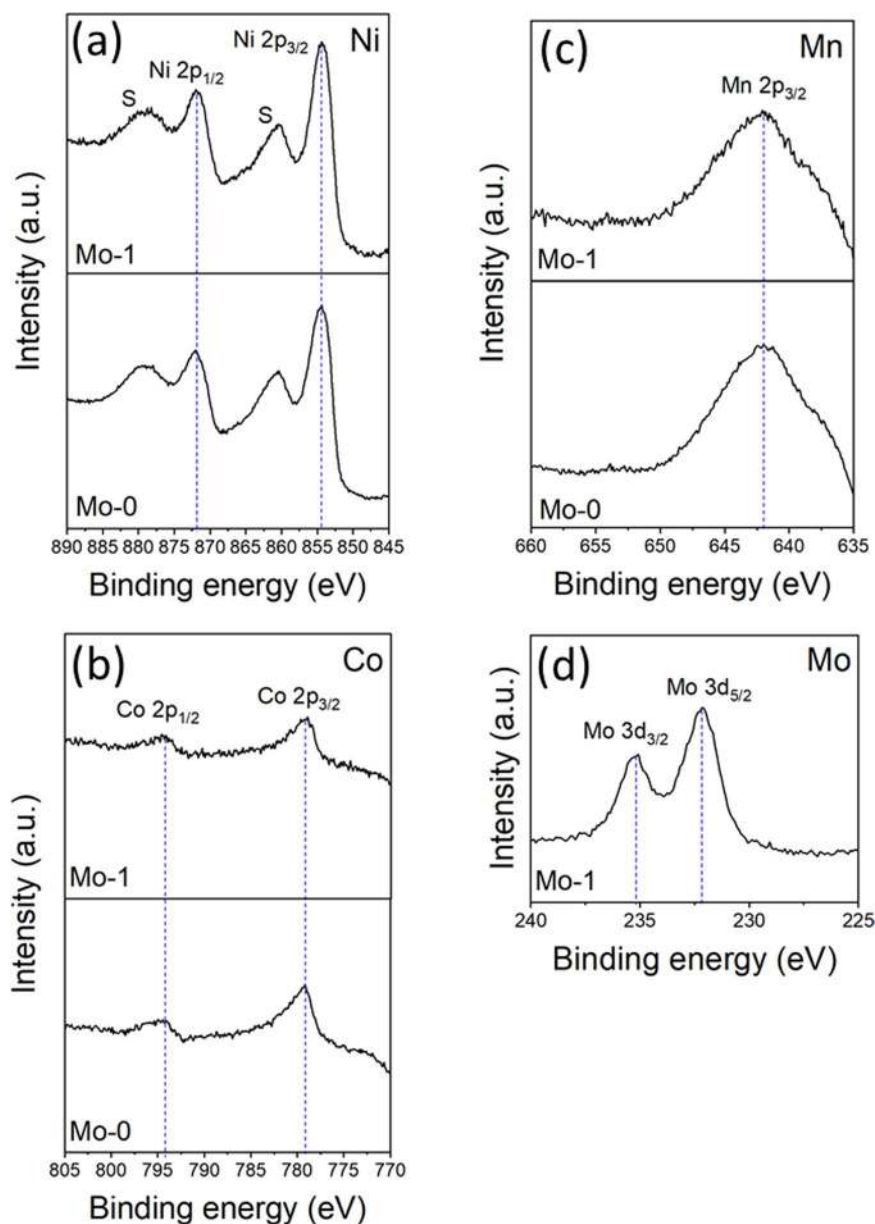 (a)
Ni 2p3/2
Ni
Ni 2p1/2
S
S
Mo-1
Mo-0
Intensity (a.u.)
890 885 880 875 870 865 860 855 850 845
Binding energy (eV)
(c)
Mn
Mn 2p3/2
Mo-1
Mo-0
Intensity (a.u.)
660 655 650 645 640 635
Binding energy (eV)
(b)
Co
Co 2p1/2
Co 2p3/2
Mo-1
Mo-0
Intensity (a.u.)
805 800 795 790 785 780 775 770
Binding energy (eV)
(d)
Mo
Mo 3d5/2
Mo 3d3/2
Mo-1
Intensity (a.u.)
240 235 230 225
Binding energy (eV)